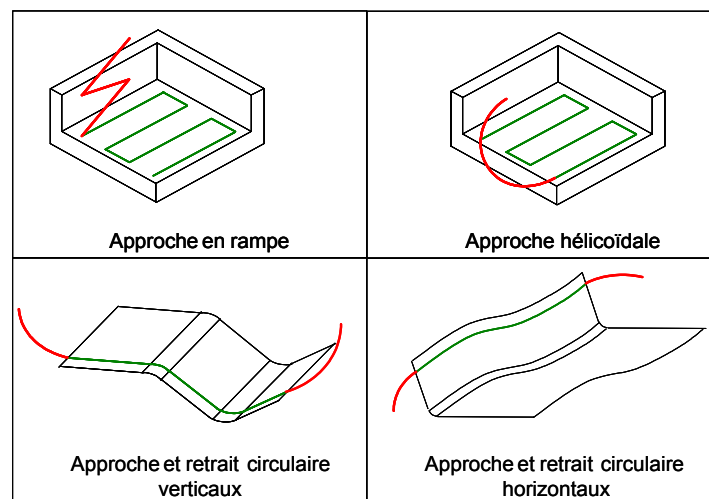 Approche en rampe
Approche hélicoïdale
Approche et retrait circulaire
verticaux
Approche et retrait circulaire
horizontaux